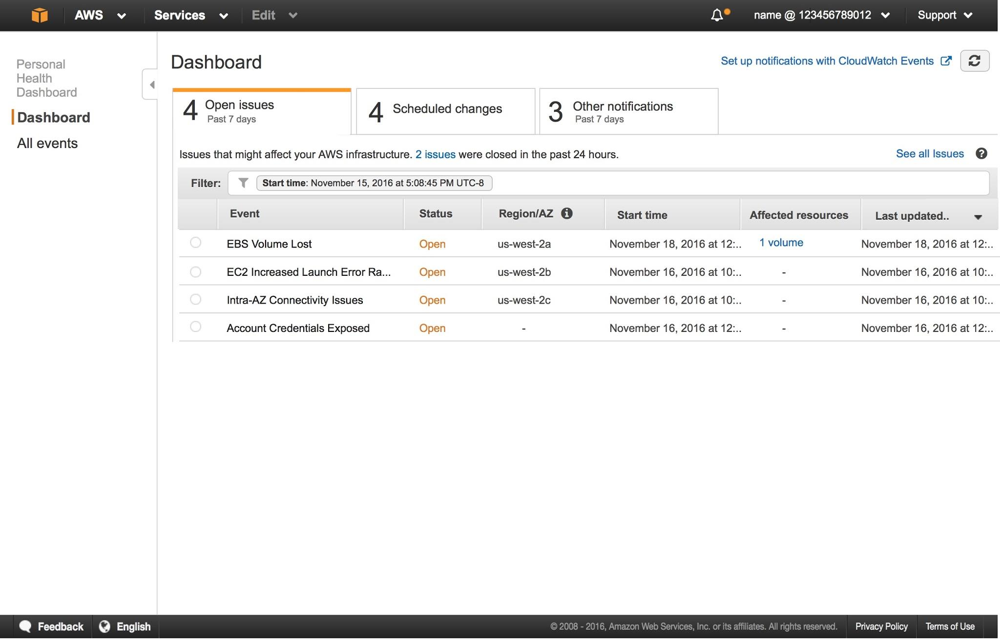 AWS Services Edit name @ 123456789012 Support
Personal
Health
Dashboard
Dashboard
All events
Dashboard
Set up notifications with CloudWatch Events
4 Open issues
Past 7 days
4 Scheduled changes
3 Other notifications
Past 7 days
Issues that might affect your AWS infrastructure. 2 issues were closed in the past 24 hours.
See all Issues
Filter: Start time: November 15, 2016 at 5:08:45 PM UTC-8
Event Status Region/AZ Start time Affected resources Last updated..
EBS Volume Lost Open us-west-2a November 18, 2016 at 12:.. 1 volume November 18, 2016 at 12:..
EC2 Increased Launch Error Ra... Open us-west-2b November 16, 2016 at 10:.. - November 16, 2016 at 10:..
Intra-AZ Connectivity Issues Open us-west-2c November 16, 2016 at 10:.. - November 16, 2016 at 10:..
Account Credentials Exposed Open - November 16, 2016 at 12:.. - November 16, 2016 at 12:..
Feedback English © 2008 - 2016, Amazon Web Services, Inc. or its affiliates. All rights reserved. Privacy Policy Terms of Use